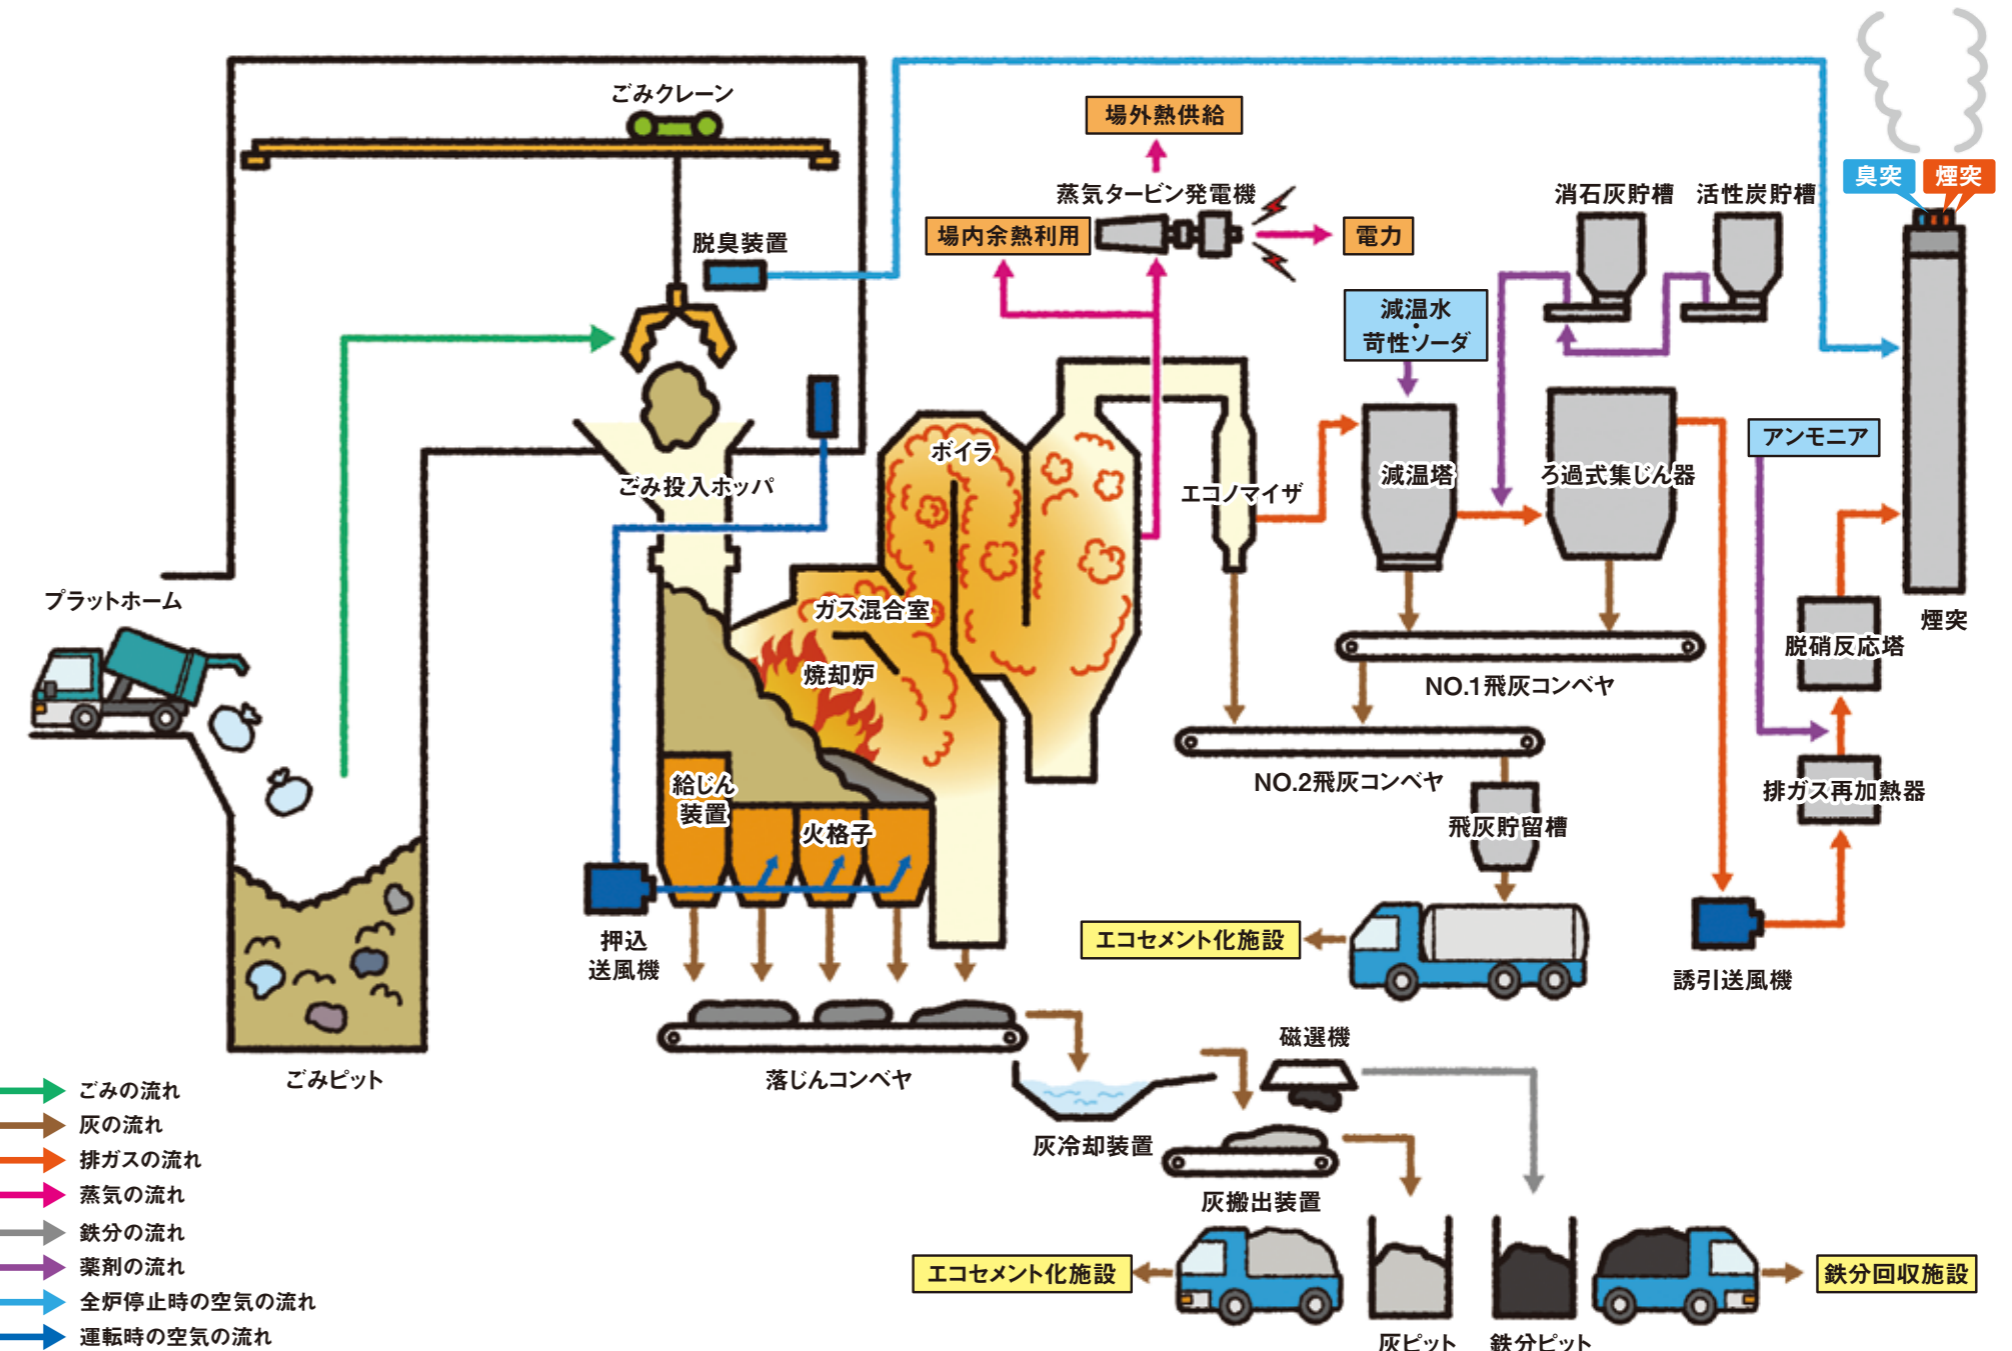 ごみクレーン
脱臭装置
場外熱供給
蒸気タービン発電機
場内余熱利用
電力
消石灰貯槽
活性炭貯槽
臭突
煙突
減温水
・
苛性ソーダ
ごみ投入ホッパ
ボイラ
エコノマイザ
減温塔
ろ過式集じん器
アンモニア
プラットホーム
ガス混合室
焼却炉
煙突
脱硝反応塔
NO.1飛灰コンベヤ
NO.2飛灰コンベヤ
排ガス再加熱器
給じん
装置
火格子
飛灰貯留槽
押込
送風機
エコセメント化施設
誘引送風機
ごみピット
落じんコンベヤ
磁選機
灰冷却装置
灰搬出装置
エコセメント化施設
鉄分回収施設
灰ピット
鉄分ピット
ごみの流れ
灰の流れ
排ガスの流れ
蒸気の流れ
鉄分の流れ
薬剤の流れ
全炉停止時の空気の流れ
運転時の空気の流れ